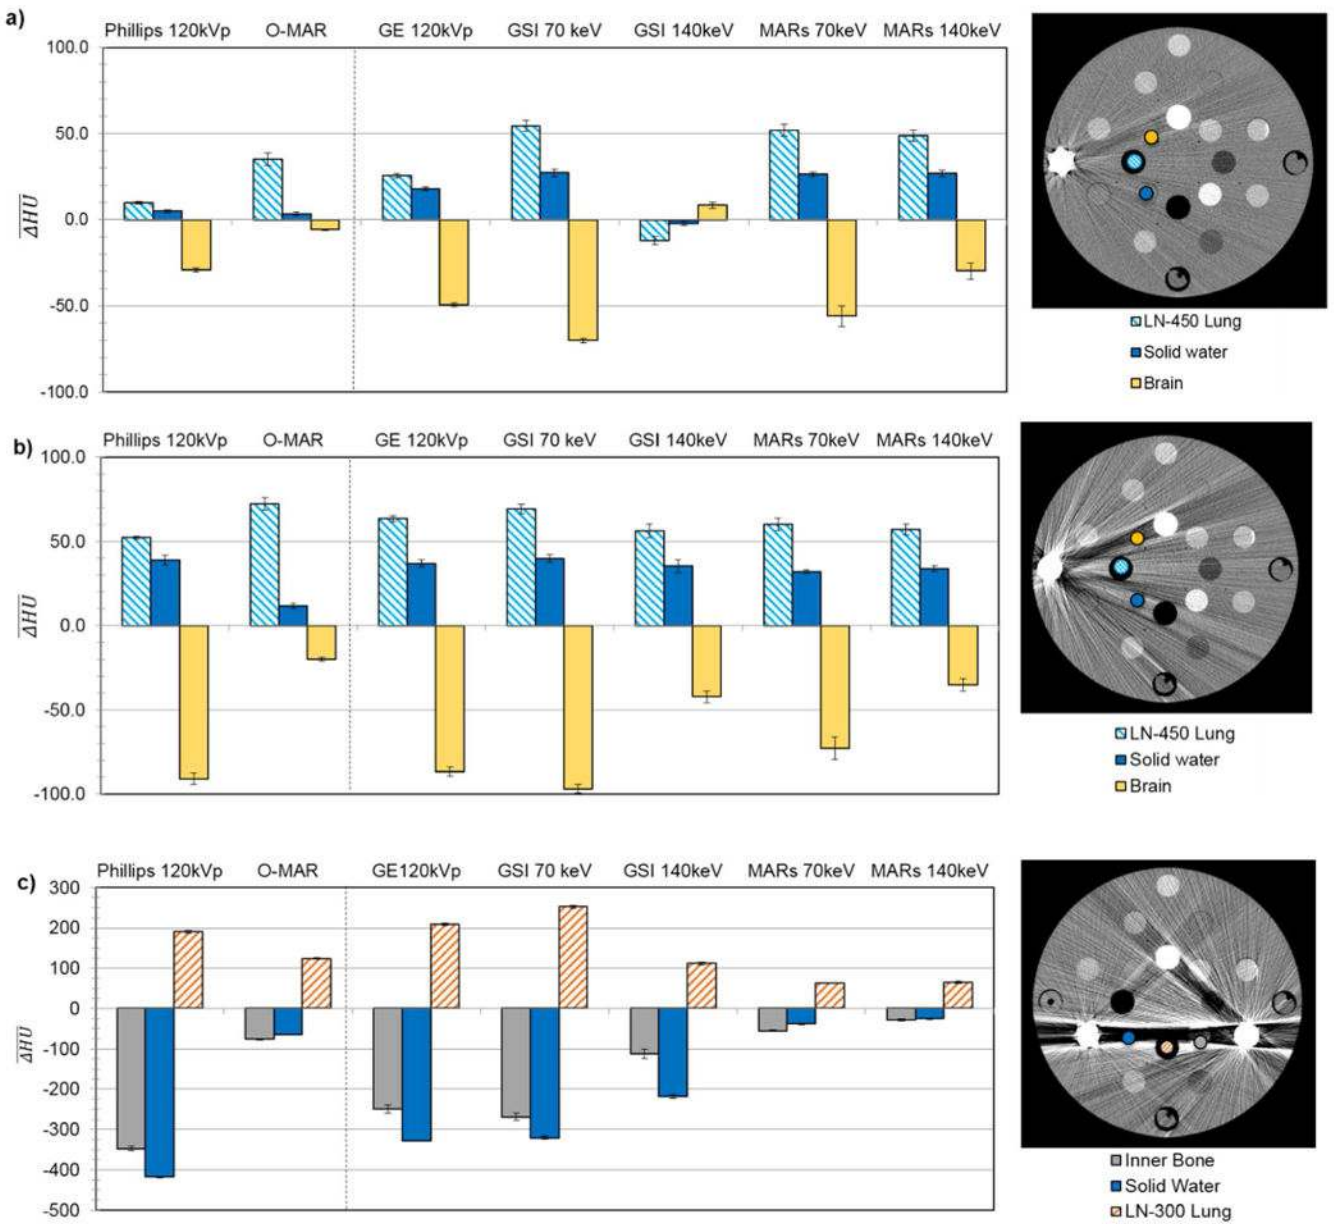 a)
Phillips 120kVp O-MAR GE 120kVp GSI 70 keV GSI 140keV MARs 70keV MARs 140keV
100.0
50.0
0.0
-50.0
-100.0
ΔHU
LN-450 Lung
Solid water
Brain
b)
Phillips 120kVp O-MAR GE 120kVp GSI 70 keV GSI 140keV MARs 70keV MARs 140keV
100.0
50.0
0.0
-50.0
-100.0
ΔHU
LN-450 Lung
Solid water
Brain
c)
Phillips 120kVp O-MAR GE120kVp GSI 70 keV GSI 140keV MARs 70keV MARs 140keV
300
200
100
0
-100
-200
-300
-400
-500
ΔHU
Inner Bone
Solid Water
LN-300 Lung